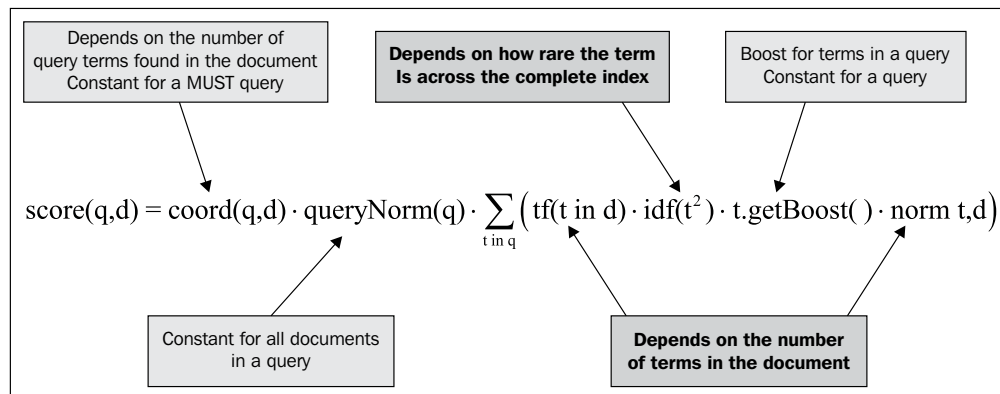 Depends on the number of
query terms found in the document
Constant for a MUST query
Depends on how rare the term
Is across the complete index
Boost for terms in a query
Constant for a query
score(q,d) = coord(q,d) · queryNorm(q) · ∑ (tf(t in d) · idf(t²) · t.getBoost( ) · norm t,d)
t in q
Constant for all documents
in a query
Depends on the number
of terms in the document